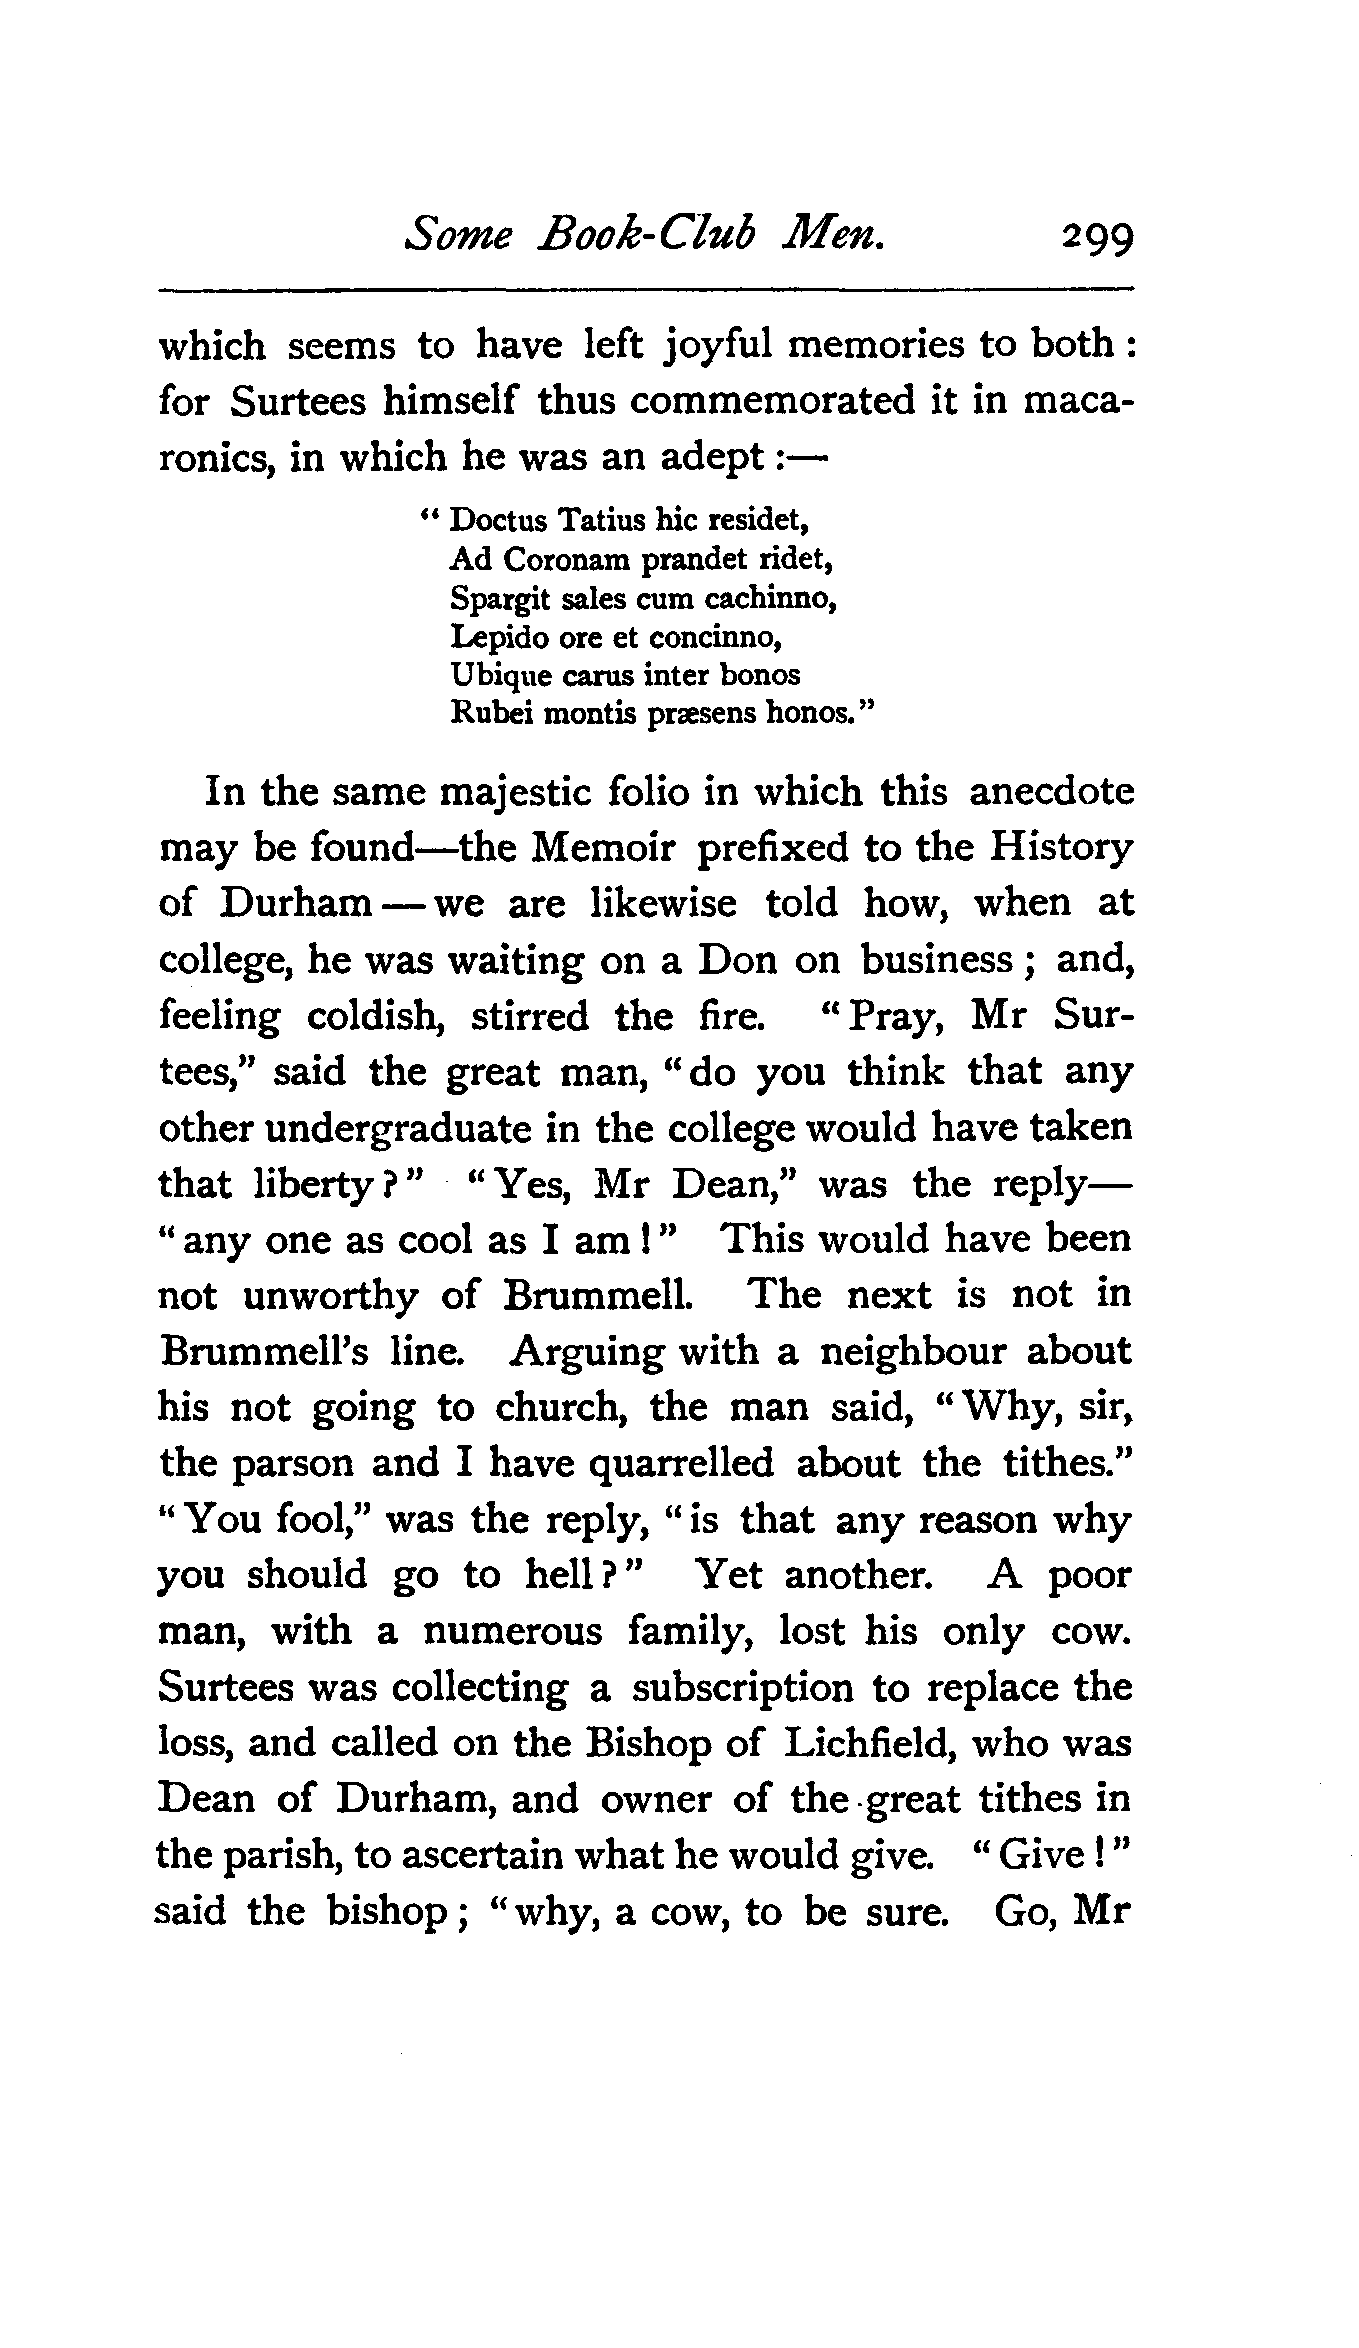 Some Book-Club Men. 299
which seems to have left joyful memories to both :
for Surtees himself thus commemorated it in maca-
ronics, in which he was an adept :—
“ Doctus Tatius hic residet,
Ad Coronam prandet ridet,
Spargit sales cum cachinno,
Lepido ore et concinno,
Ubique carus inter bonos
Rubei montis præsens honos.”
In the same majestic folio in which this anecdote
may be found—the Memoir prefixed to the History
of Durham — we are likewise told how, when at
college, he was waiting on a Don on business ; and,
feeling coldish, stirred the fire. “ Pray, Mr Sur-
tees,” said the great man, “ do you think that any
other undergraduate in the college would have taken
that liberty ? ” “ Yes, Mr Dean,” was the reply—
“ any one as cool as I am ! ” This would have been
not unworthy of Brummell. The next is not in
Brummell’s line. Arguing with a neighbour about
his not going to church, the man said, “ Why, sir,
the parson and I have quarrelled about the tithes.”
“ You fool,” was the reply, “ is that any reason why
you should go to hell ? ” Yet another. A poor
man, with a numerous family, lost his only cow.
Surtees was collecting a subscription to replace the
loss, and called on the Bishop of Lichfield, who was
Dean of Durham, and owner of the great tithes in
the parish, to ascertain what he would give. “ Give ! ”
said the bishop ; “ why, a cow, to be sure. Go, Mr